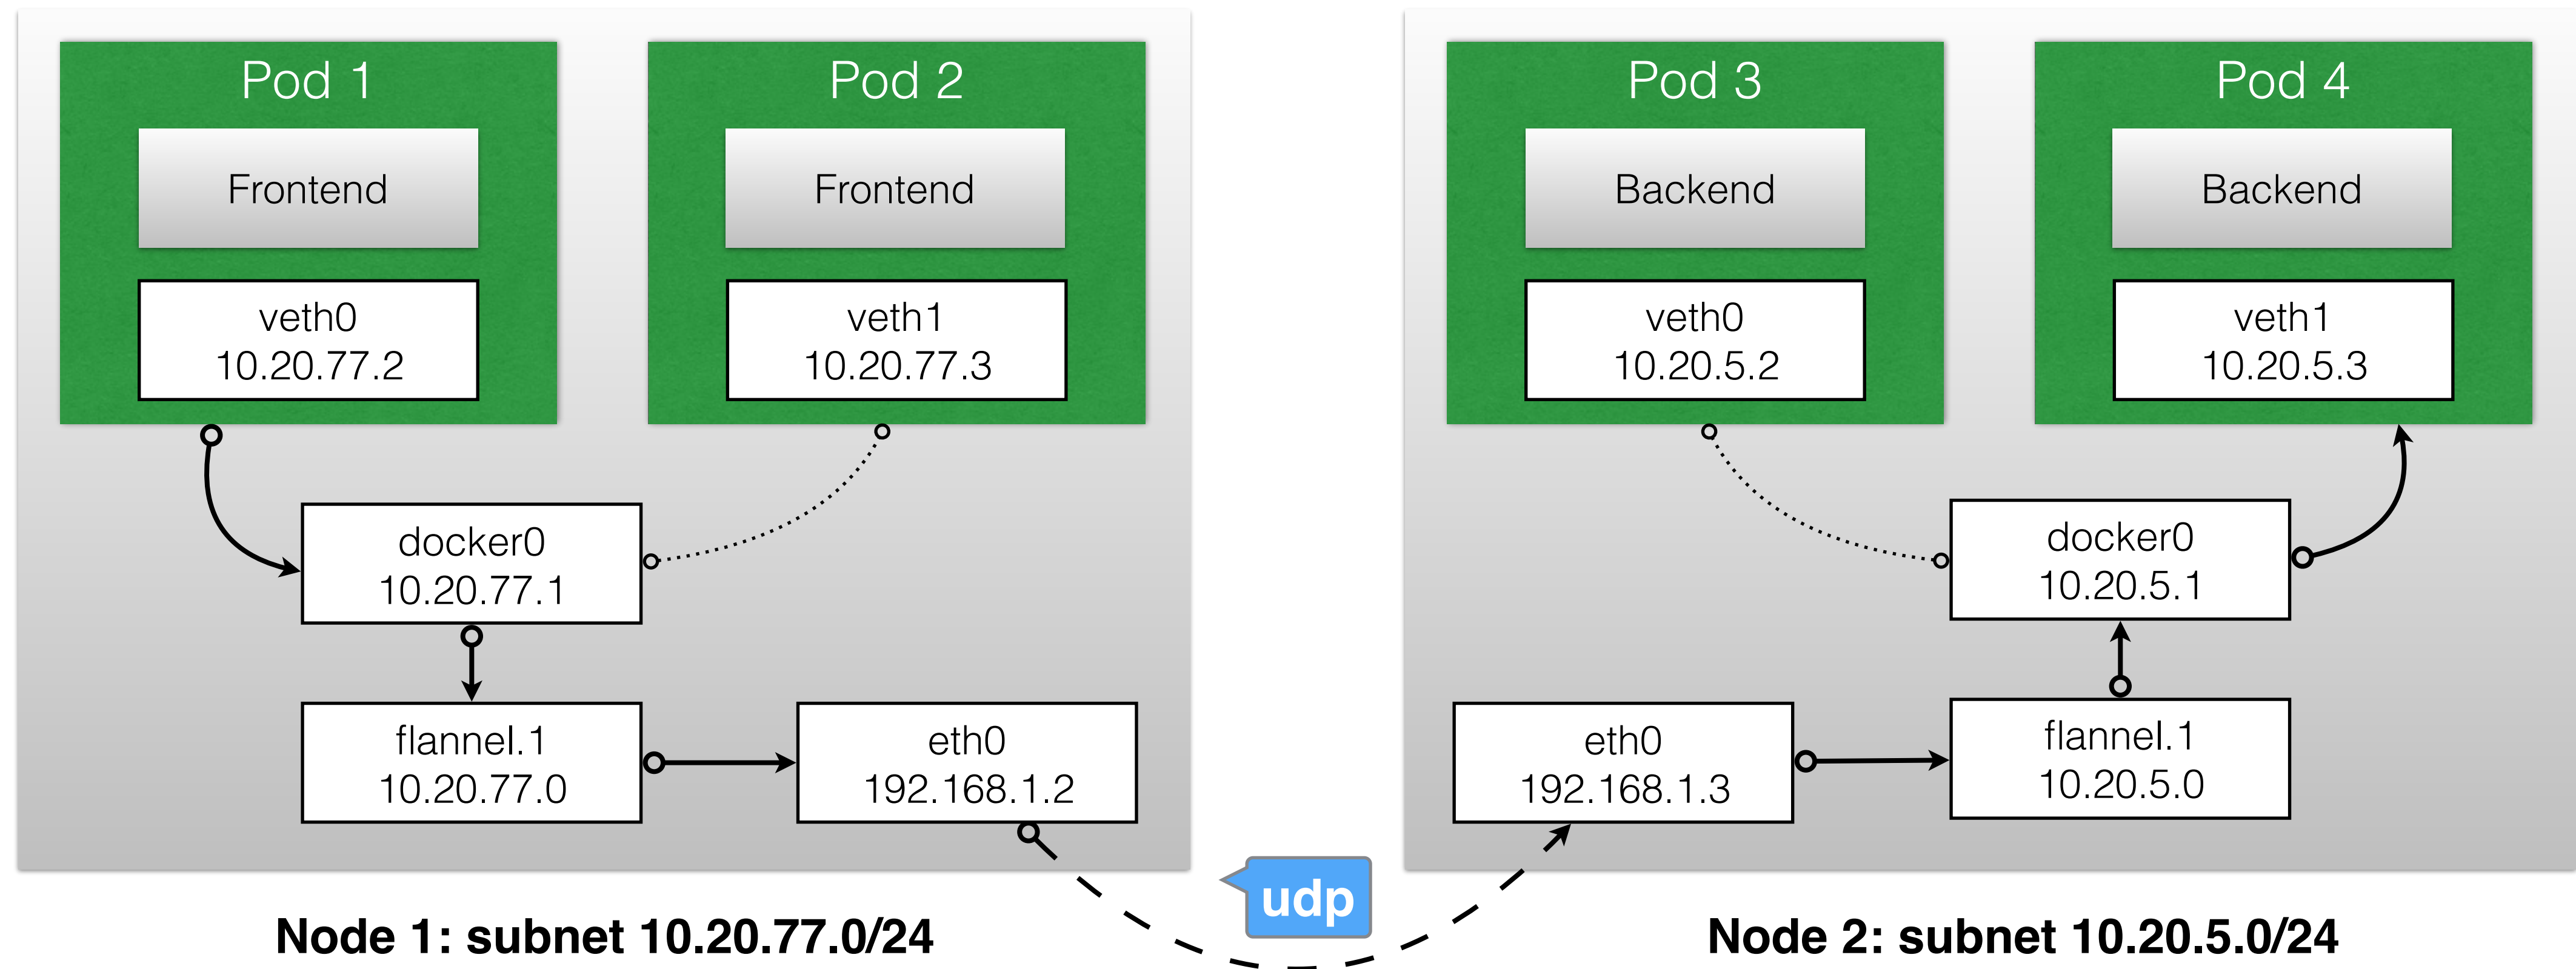 Pod 1
Frontend
veth0
10.20.77.2
Pod 2
Frontend
veth1
10.20.77.3
docker0
10.20.77.1
flannel.1
10.20.77.0
eth0
192.168.1.2
Node 1: subnet 10.20.77.0/24
udp
Pod 3
Backend
veth0
10.20.5.2
Pod 4
Backend
veth1
10.20.5.3
docker0
10.20.5.1
eth0
192.168.1.3
flannel.1
10.20.5.0
Node 2: subnet 10.20.5.0/24